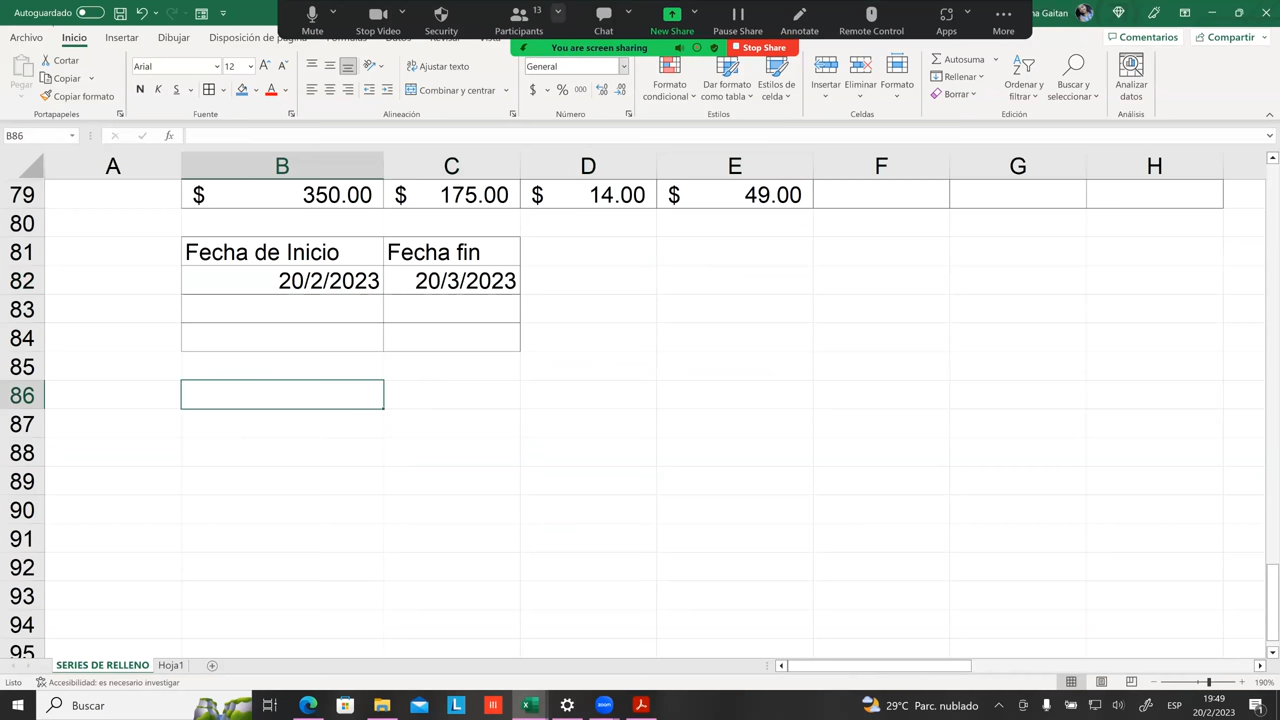 Autoguardado
a Gaitan
Mute
Stop Video
Security
13
Participants
Chat
New Share
Pause Share
Annotate
Remote Control
Apps
More
You are screen sharing
Stop Share
Archivo
Inicio
Insertar
Dibujar
Disposición de página
Fórmulas
Datos
Revisar
Vista
Comentarios
Compartir
Pegar
Cortar
Copiar
Copiar formato
Portapapeles
Arial
12
N K S
Fuente
Ajustar texto
Combinar y centrar
Alineación
General
$ % 000
Número
Formato condicional
Dar formato como tabla
Estilos de celda
Estilos
Insertar
Eliminar
Formato
Celdas
Autosuma
Rellenar
Borrar
Ordenar y filtrar
Buscar y seleccionar
Edición
Analizar datos
Análisis
B86
fx
A B C D E F G H
79 $ 350.00 $ 175.00 $ 14.00 $ 49.00
80
81 Fecha de Inicio Fecha fin
82 20/2/2023 20/3/2023
83
84
85
86
87
88
89
90
91
92
93
94
95
SERIES DE RELLENO
Hoja1
Listo
Accesibilidad: es necesario investigar
190%
Buscar
L
zoom
29°C Parc. nublado
ESP
19:49
20/2/2023
1